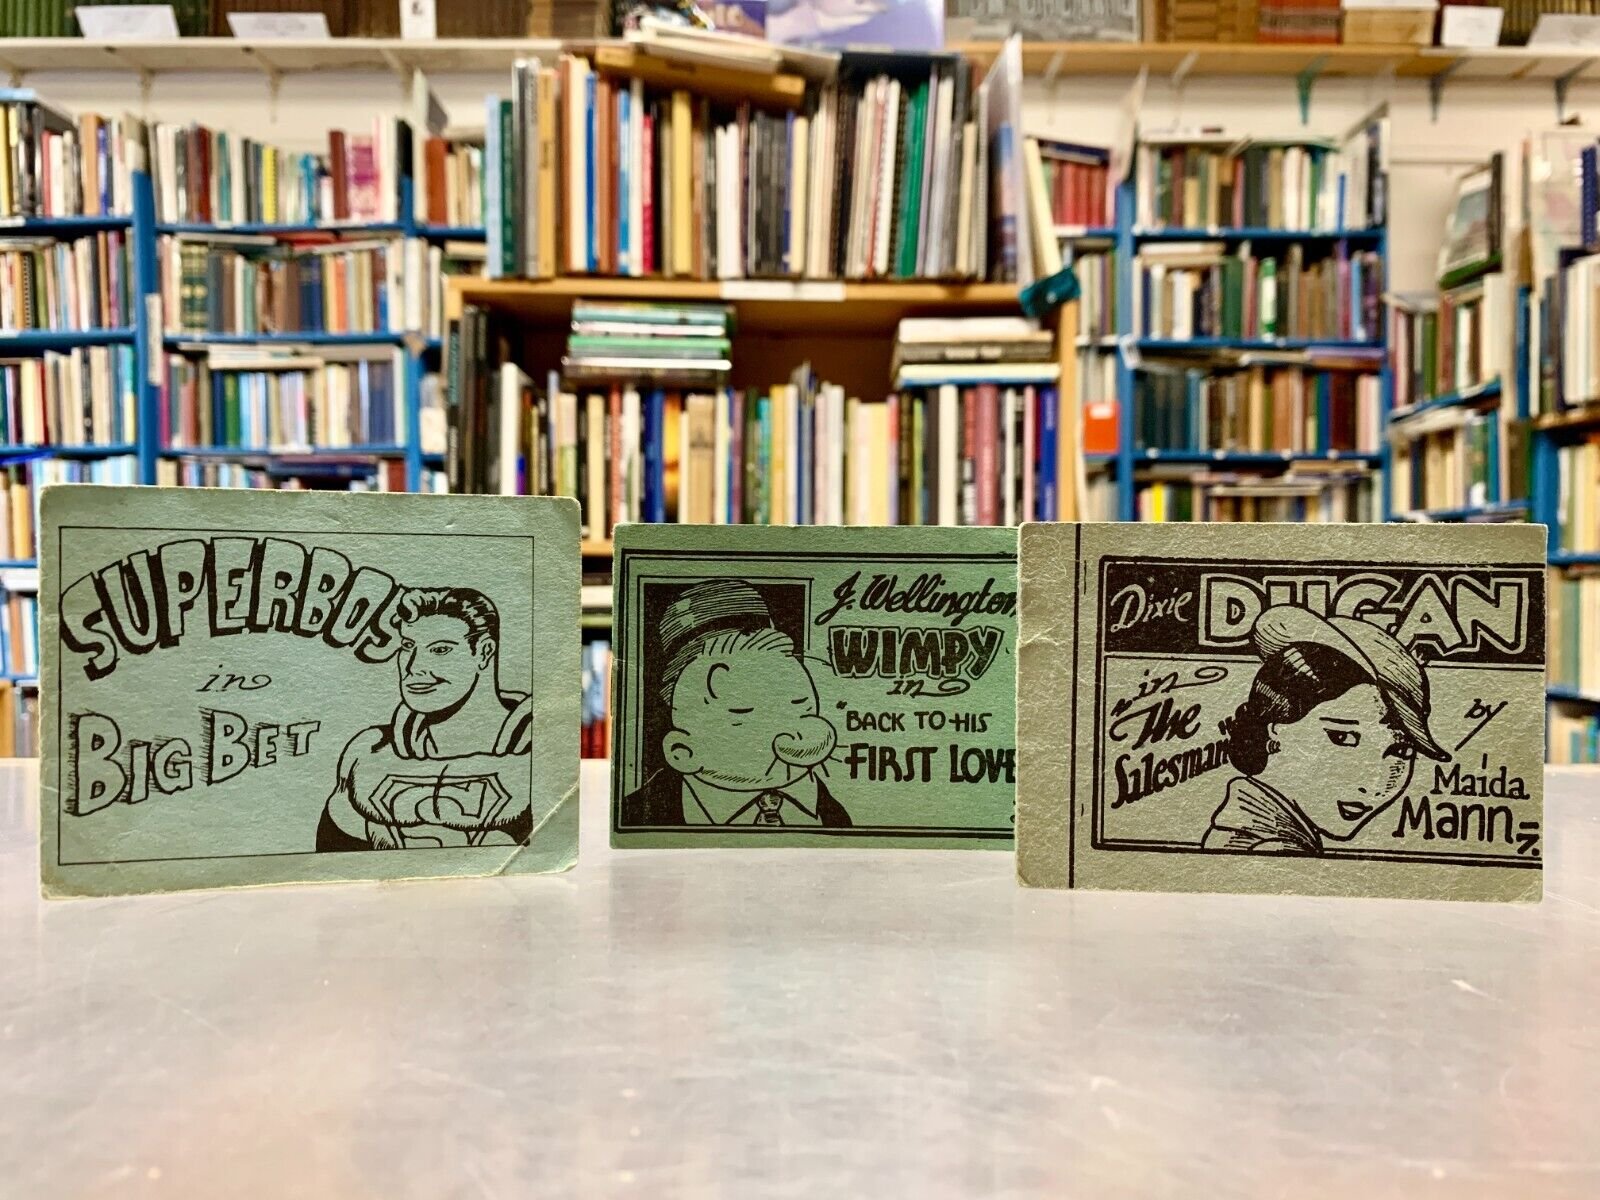 SUPERBOS
in
BIG BET
J. Wellington
WIMPY
in
"BACK TO HIS
FIRST LOVE
Dixie DUGAN
in
The
Salesman
by
Maida
Mann